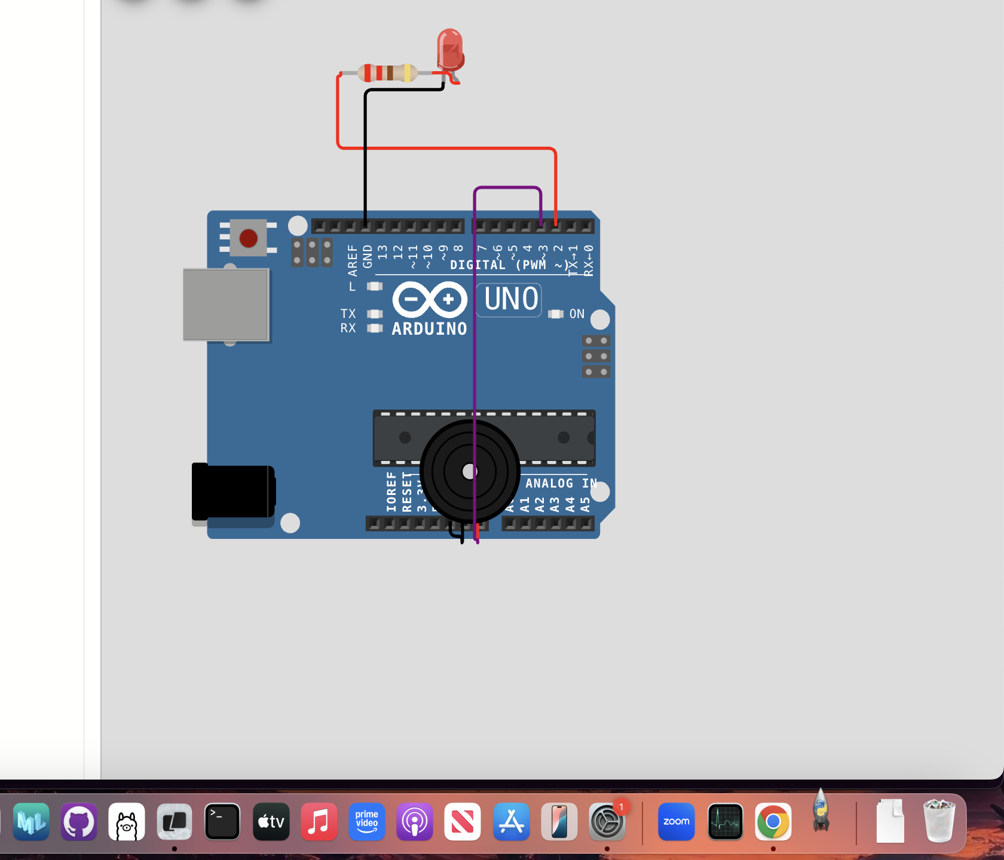 AREF
GND
13
12
~11
~10
~9
8
7
~6
~5
4
~3
2
TX→1
RX←0
DIGITAL (PWM ~)
L
TX
RX
ARDUINO
UNO
ON
IOREF
RESET
ANALOG IN
A1
A2
A3
A4
A5
1
tv
prime
video
zoom